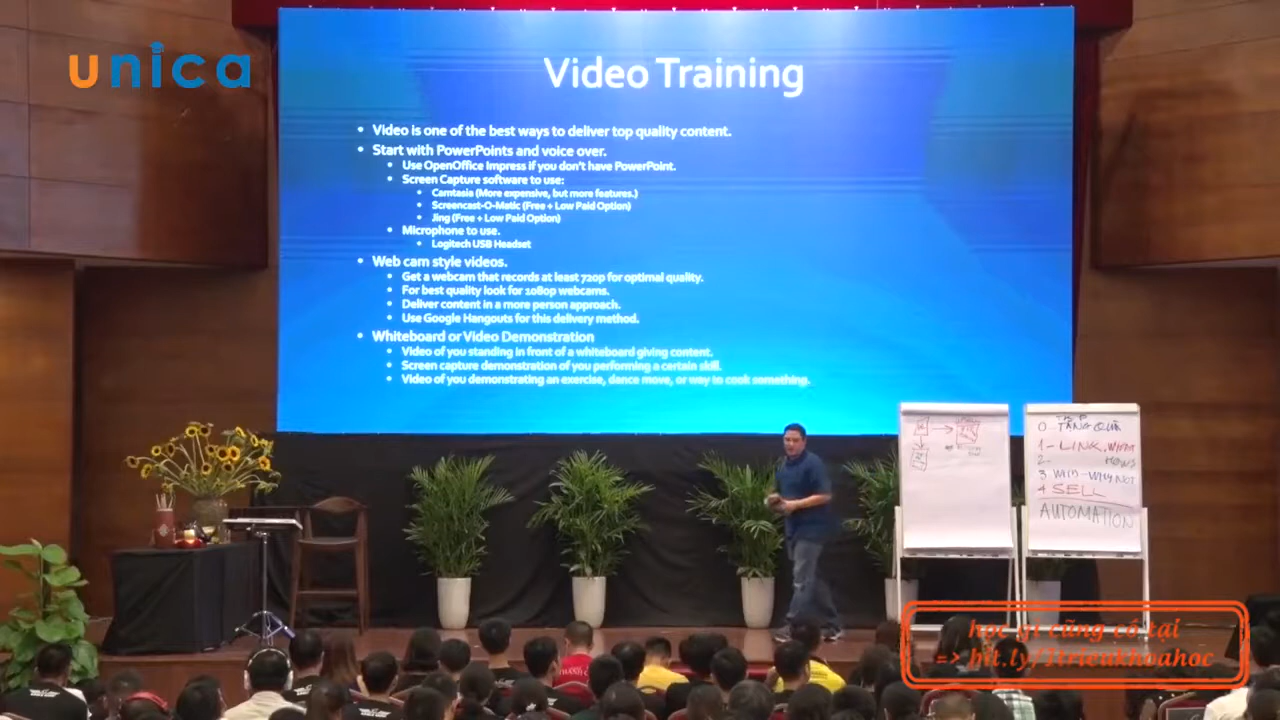 unica
Video Training
• Video is one of the best ways to deliver top quality content.
• Start with PowerPoints and voice over.
• Use OpenOffice Impress if you don't have PowerPoint.
• Screen Capture software to use:
• Camtasia (More expensive, but more features.)
• Screencast-O-Matic (Free + Low Paid Option)
• Jing (Free + Low Paid Option)
• Microphone to use.
• Logitech USB Headset
• Web cam style videos.
• Get a webcam that records at least 720p for optimal quality.
• For best quality look for 1080p webcams.
• Deliver content in a more person approach.
• Use Google Hangouts for this delivery method.
• Whiteboard or Video Demonstration
• Video of you standing in front of a whiteboard giving content.
• Screen capture demonstration of you performing a certain skill.
• Video of you demonstrating an exercise, dance move, or way to cook something.
0 - TẶNG QUÀ
1 - LINK,
2 -
3 WHO - WHY NOT
4 SELL
AUTOMATION
học gì cũng có tại
=> bit.ly/1trieukhoahoc